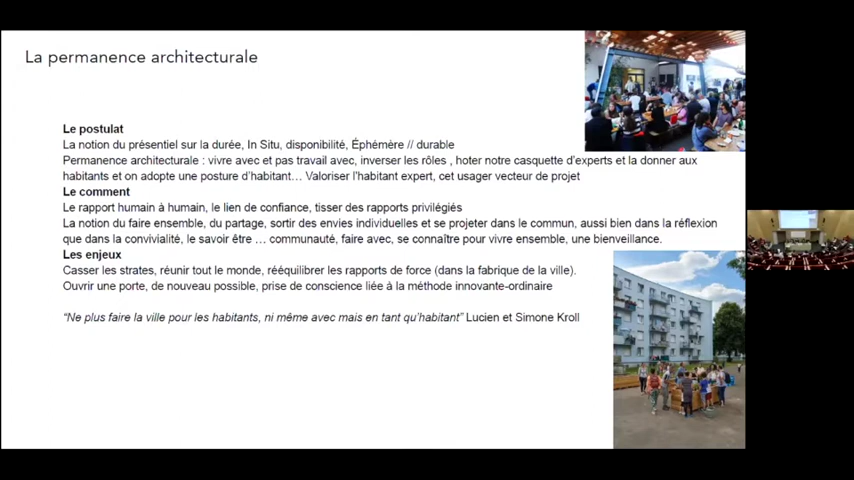 La permanence architecturale
Le postulat
La notion du présentiel sur la durée, In Situ, disponibilité, Éphémère // durable
Permanence architecturale : vivre avec et pas travail avec, inverser les rôles , hoter notre casquette d'experts et la donner aux
habitants et on adopte une posture d'habitant… Valoriser l'habitant expert, cet usager vecteur de projet
Le comment
Le rapport humain à humain, le lien de confiance, tisser des rapports privilégiés
La notion du faire ensemble, du partage, sortir des envies individuelles et se projeter dans le commun, aussi bien dans la réflexion
que dans la convivialité, le savoir être … communauté, faire avec, se connaître pour vivre ensemble, une bienveillance.
Les enjeux
Casser les strates, réunir tout le monde, rééquilibrer les rapports de force (dans la fabrique de la ville).
Ouvrir une porte, de nouveau possible, prise de conscience liée à la méthode innovante-ordinaire
“Ne plus faire la ville pour les habitants, ni même avec mais en tant qu'habitant” Lucien et Simone Kroll